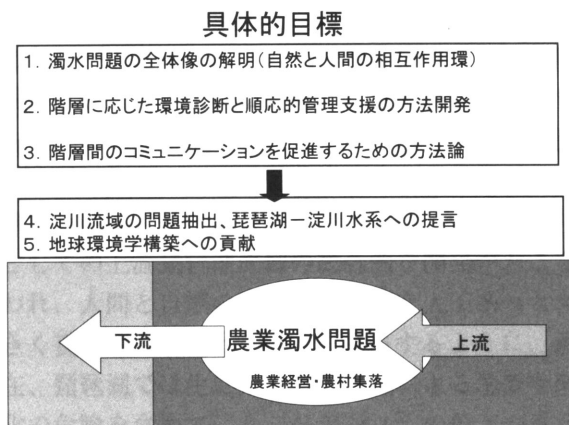 具体的目標
1. 濁水問題の全体像の解明(自然と人間の相互作用環)
2. 階層に応じた環境診断と順応的管理支援の方法開発
3. 階層間のコミュニケーションを促進するための方法論
4. 淀川流域の問題抽出、琵琶湖－淀川水系への提言
5. 地球環境学構築への貢献
下流
農業濁水問題
上流
農業経営・農村集落